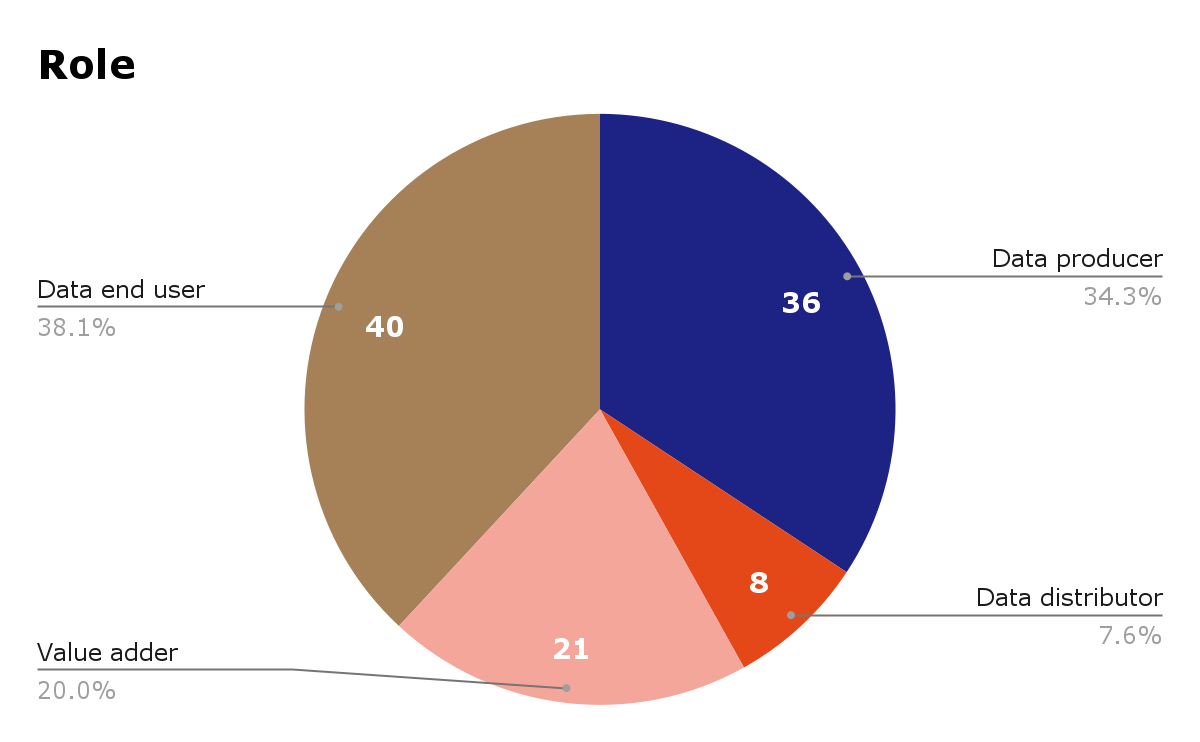 Role
Data producer
34.3%
36
Data end user
38.1%
40
Data distributor
7.6%
8
Value adder
20.0%
21